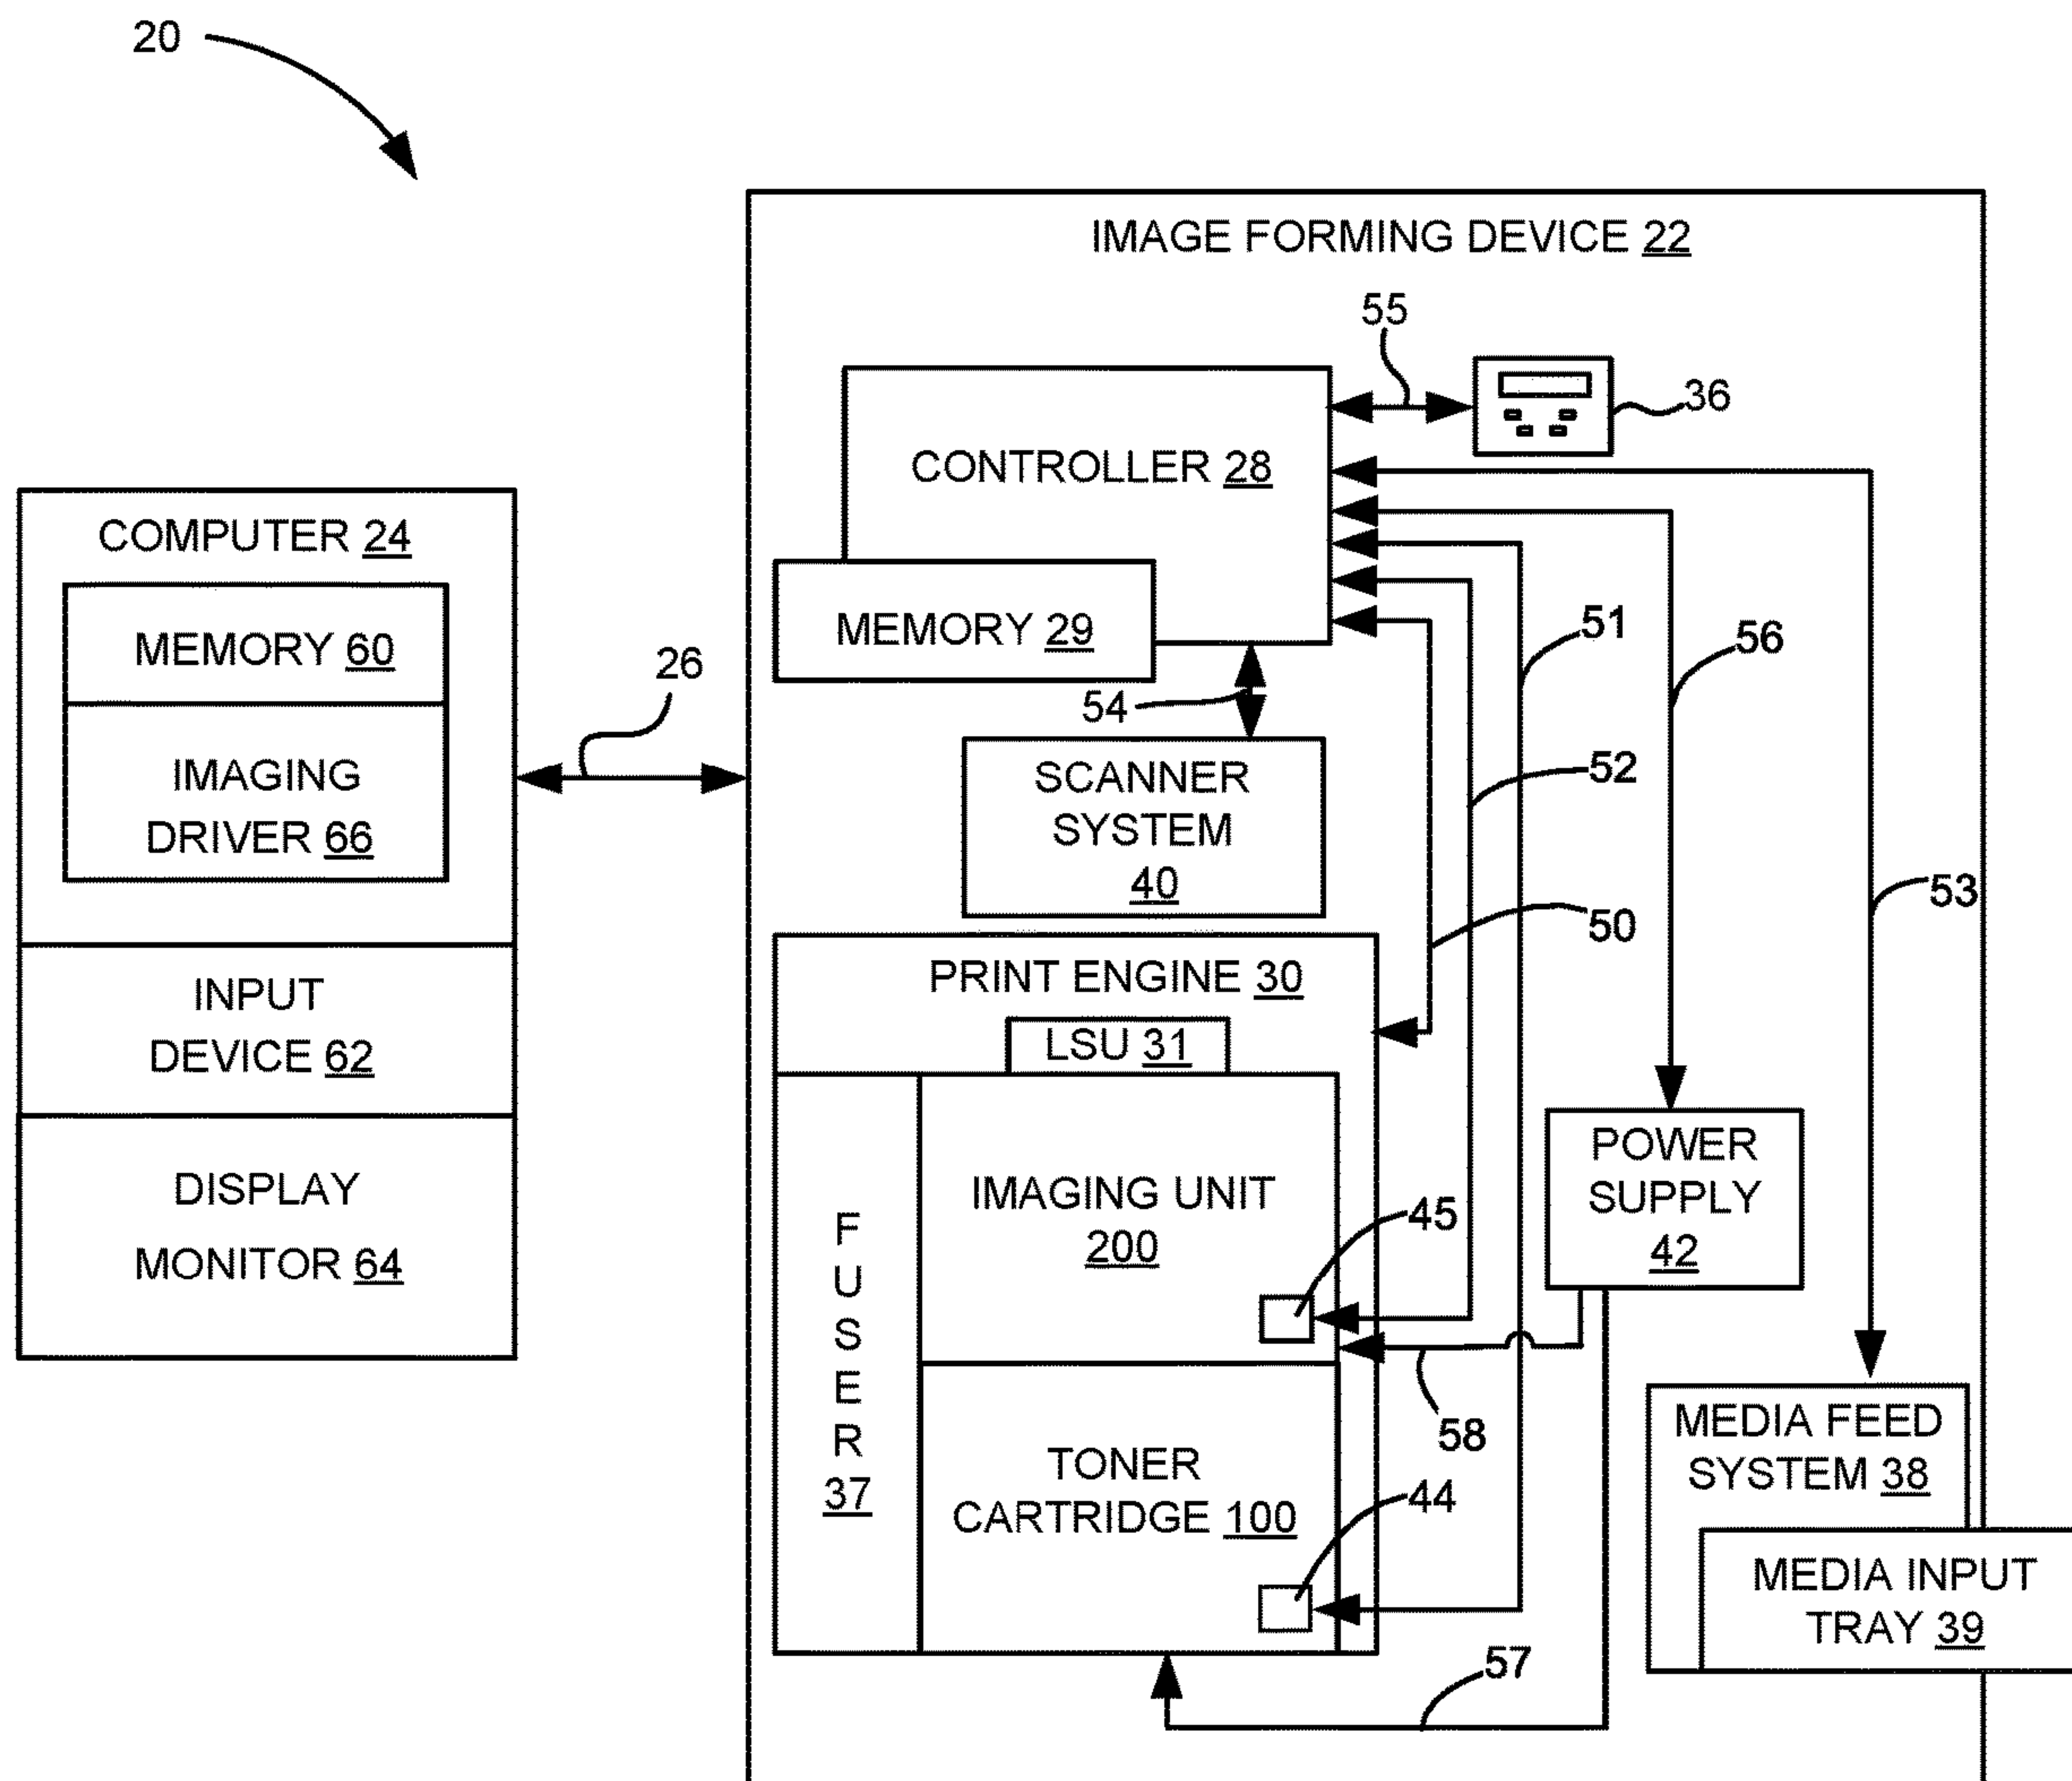 20
IMAGE FORMING DEVICE 22
55
36
CONTROLLER 28
MEMORY 29
54
SCANNER
SYSTEM
40
COMPUTER 24
MEMORY 60
IMAGING
DRIVER 66
INPUT
DEVICE 62
DISPLAY
MONITOR 64
26
51
56
52
53
50
PRINT ENGINE 30
LSU 31
FUSER
37
IMAGING UNIT
200
45
POWER
SUPPLY
42
58
TONER
CARTRIDGE 100
44
57
MEDIA FEED
SYSTEM 38
MEDIA INPUT
TRAY 39